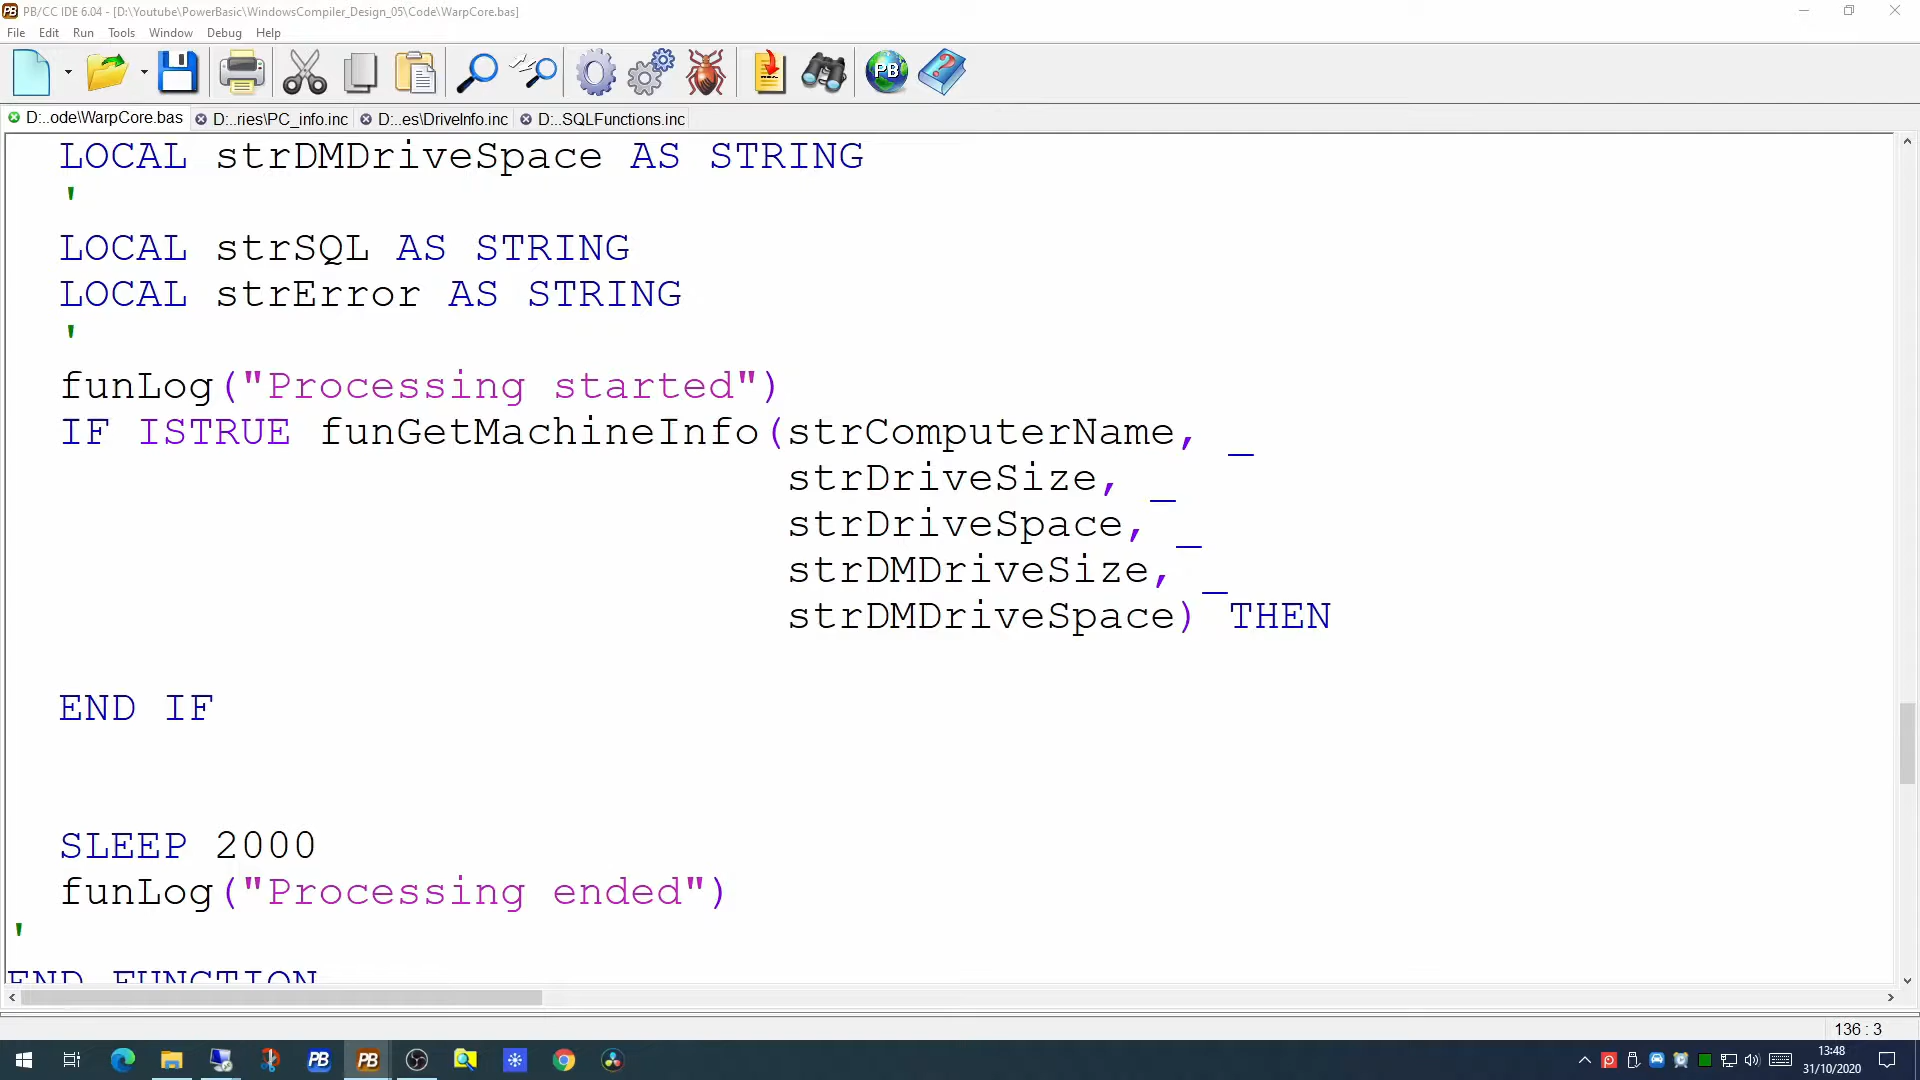 PB/CC IDE 6.04 - [D:\Youtube\PowerBasic\WindowsCompiler_Design_05\Code\WarpCore.bas]
File Edit Run Tools Window Debug Help
D:..ode\WarpCore.bas D:..ries\PC_info.inc D:..es\DriveInfo.inc D:..SQLFunctions.inc
LOCAL strDMDriveSpace AS STRING
'
LOCAL strSQL AS STRING
LOCAL strError AS STRING
'
funLog("Processing started")
IF ISTRUE funGetMachineInfo(strComputerName, _
strDriveSize, _
strDriveSpace, _
strDMDriveSize, _
strDMDriveSpace) THEN
END IF
SLEEP 2000
funLog("Processing ended")
'
END FUNCTION
136 : 3
13:48
31/10/2020